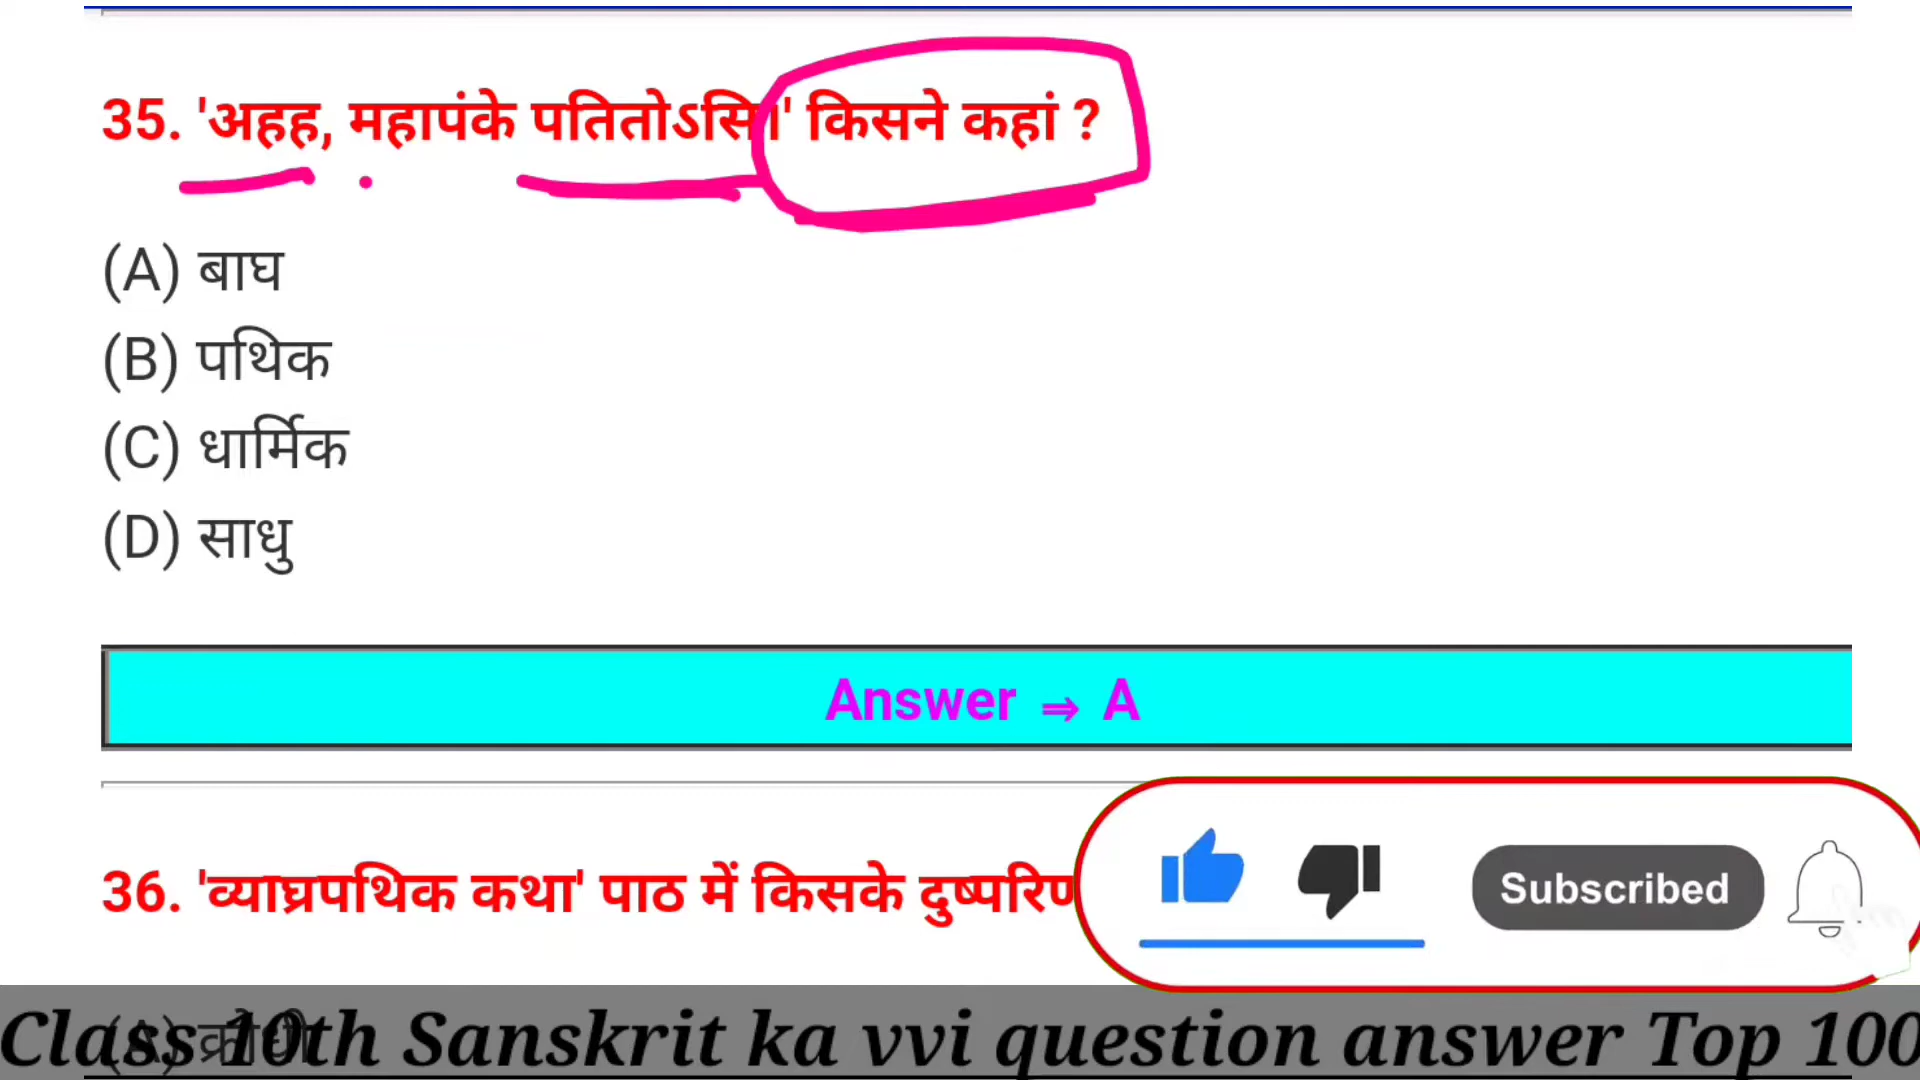 35. 'अहह, महापंके पतितोऽसि।' किसने कहां ?
(A) बाघ
(B) पथिक
(C) धार्मिक
(D) साधु
Answer ⇒ A
36. 'व्याघ्रपथिक कथा' पाठ में किसके
Subscribed
(A)
Class 10th Sanskrit ka vvi question answer Top 100